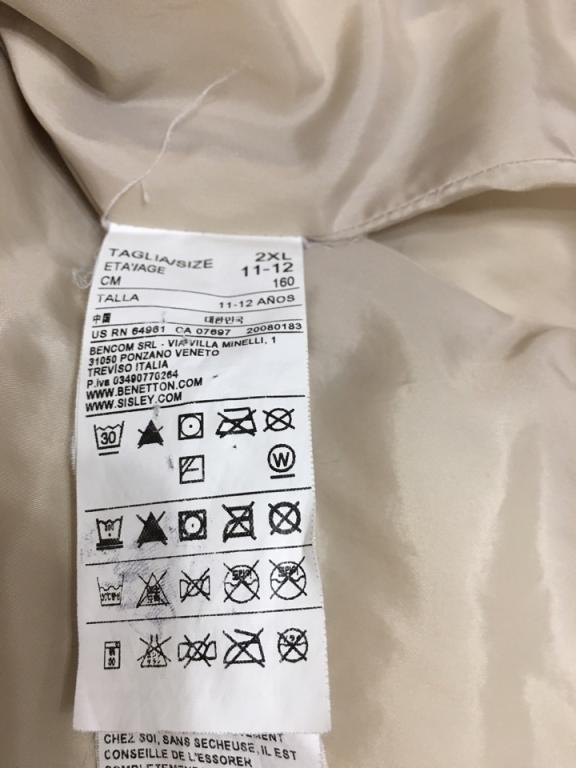 TAGLIA/SIZE 2XL
ETA'/AGE 11-12
CM 160
TALLA 11-12 AÑOS
中国 대한민국
US RN 64981 CA 07697 20080183
BENCOM SRL - VIA VILLA MINELLI, 1
31050 PONZANO VENETO
TREVISO ITALIA
P.iva 03490770264
WWW.BENETTON.COM
WWW.SISLEY.COM
30
W
CHEZ SOI, SANS SECHEUSE, IL EST
CONSEILLE DE L'ESSORER